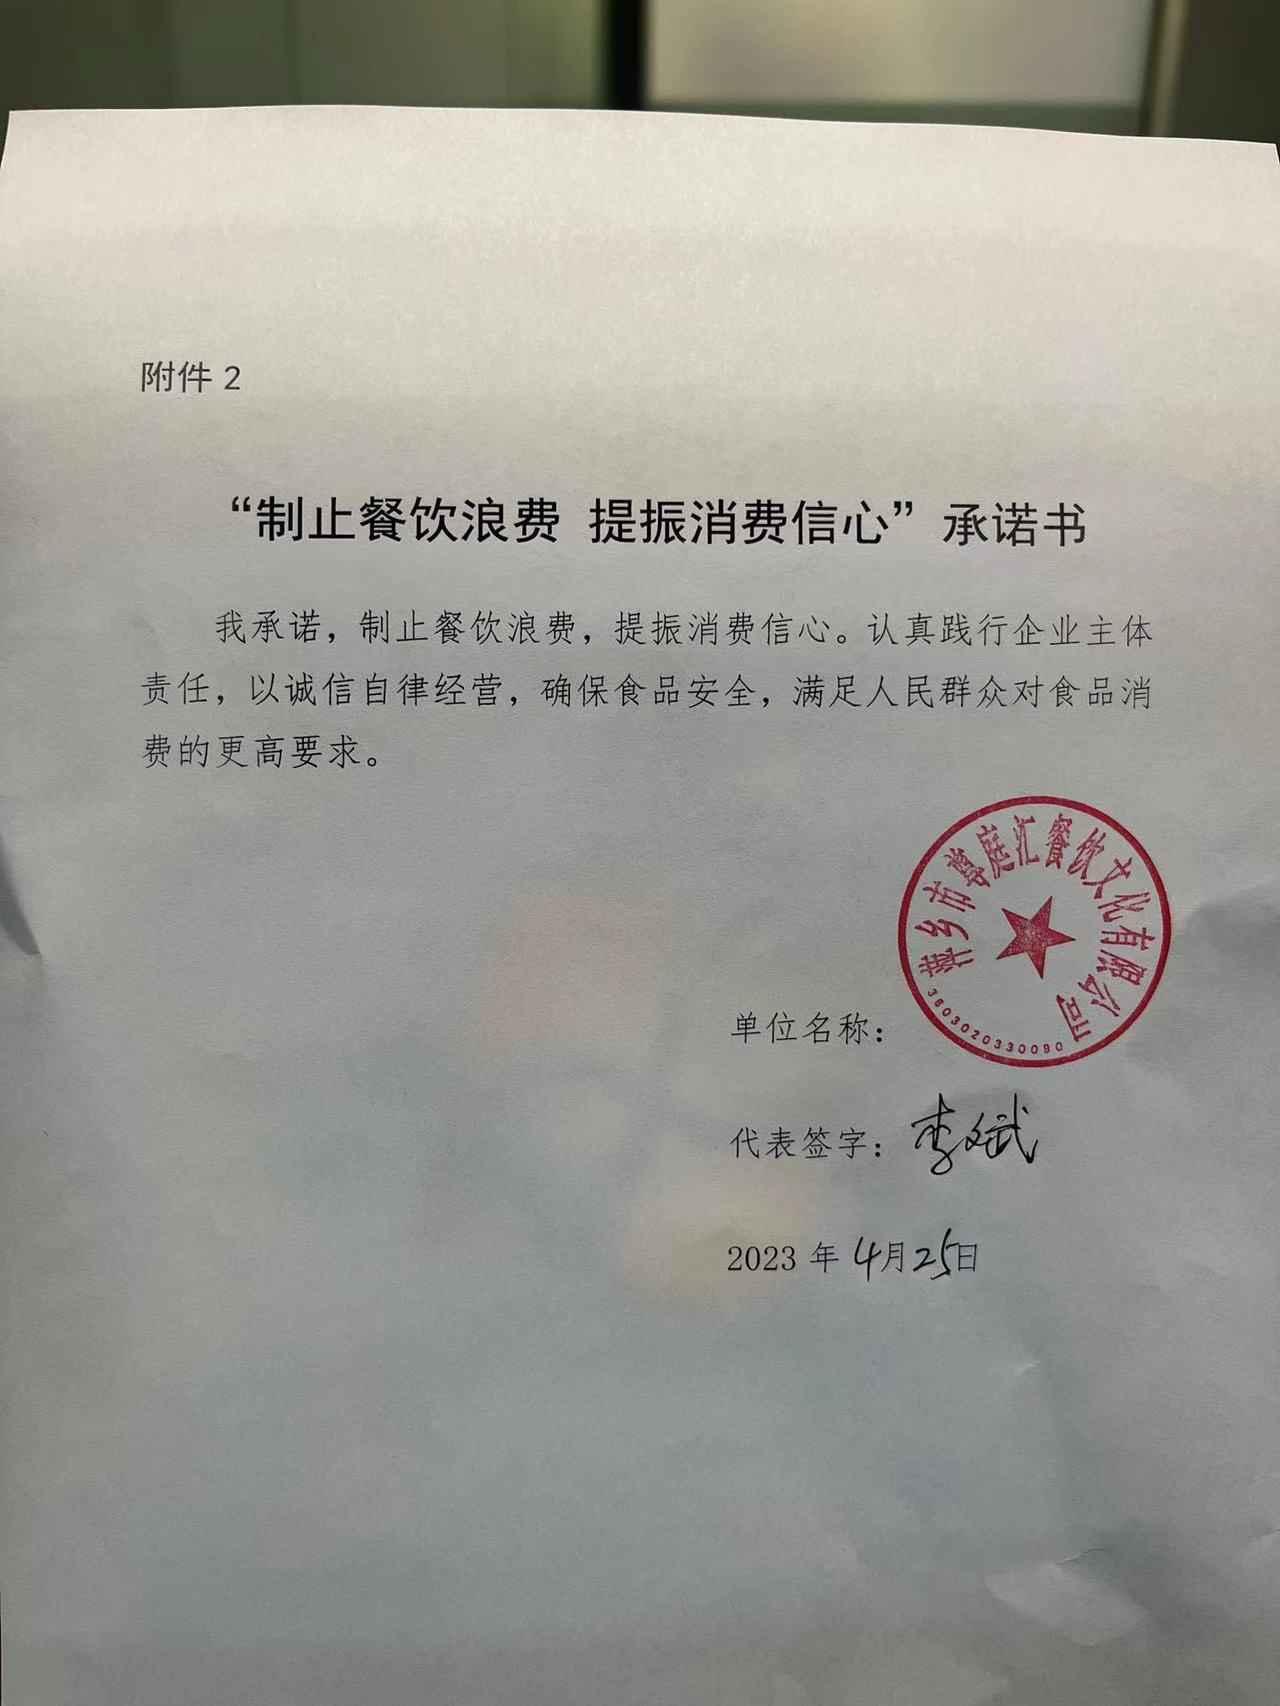 附件 2
“制止餐饮浪费 提振消费信心”承诺书
我承诺，制止餐饮浪费，提振消费信心。认真践行企业主体
责任，以诚信自律经营，确保食品安全，满足人民群众对食品消
费的更高要求。
萍乡市尊庭汇餐饮文化有限公司
3603020330090
单位名称：
代表签字：李斌
2023 年 4月25日